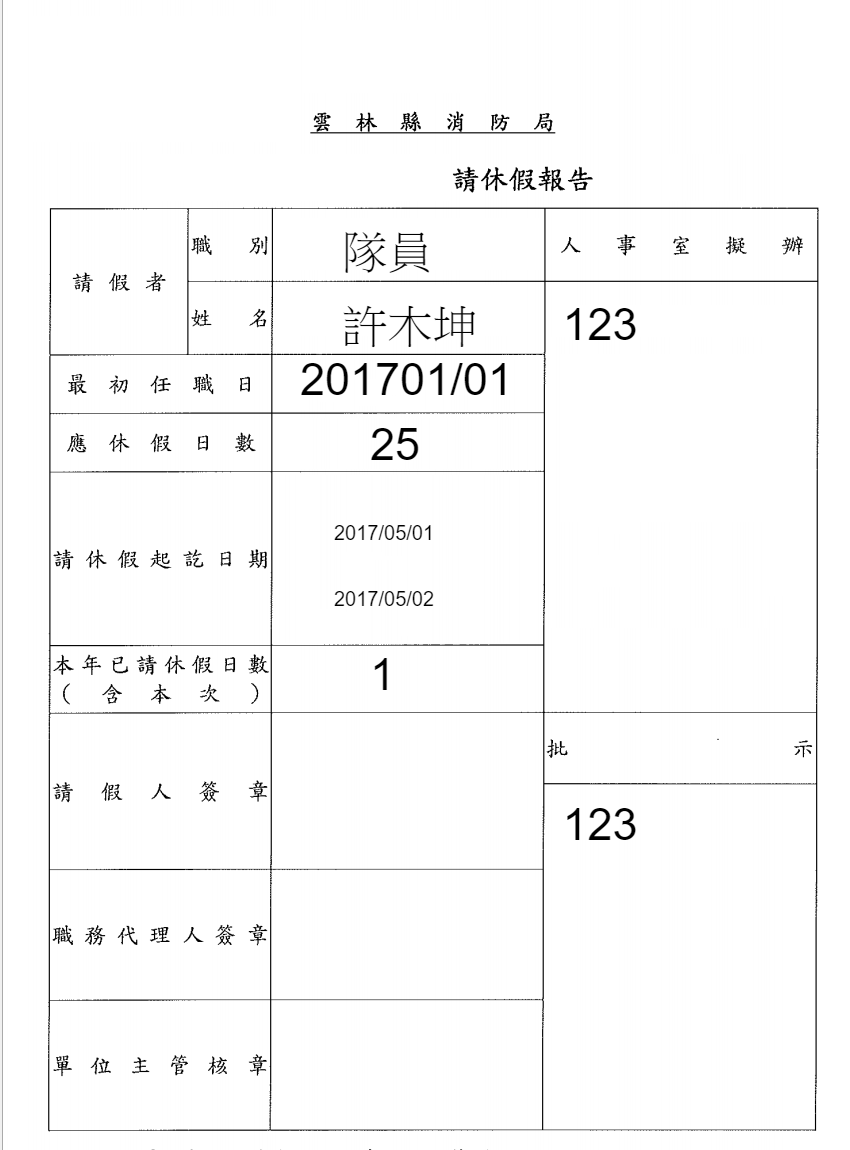 雲林縣消防局
請休假報告
請假者
職別
隊員
人事室擬辦
姓名
許木坤
123
最初任職日
201701/01
應休假日數
25
請休假起訖日期
2017/05/01
2017/05/02
本年已請休假日數
(含本次)
1
請假人簽章
批示
123
職務代理人簽章
單位主管核章